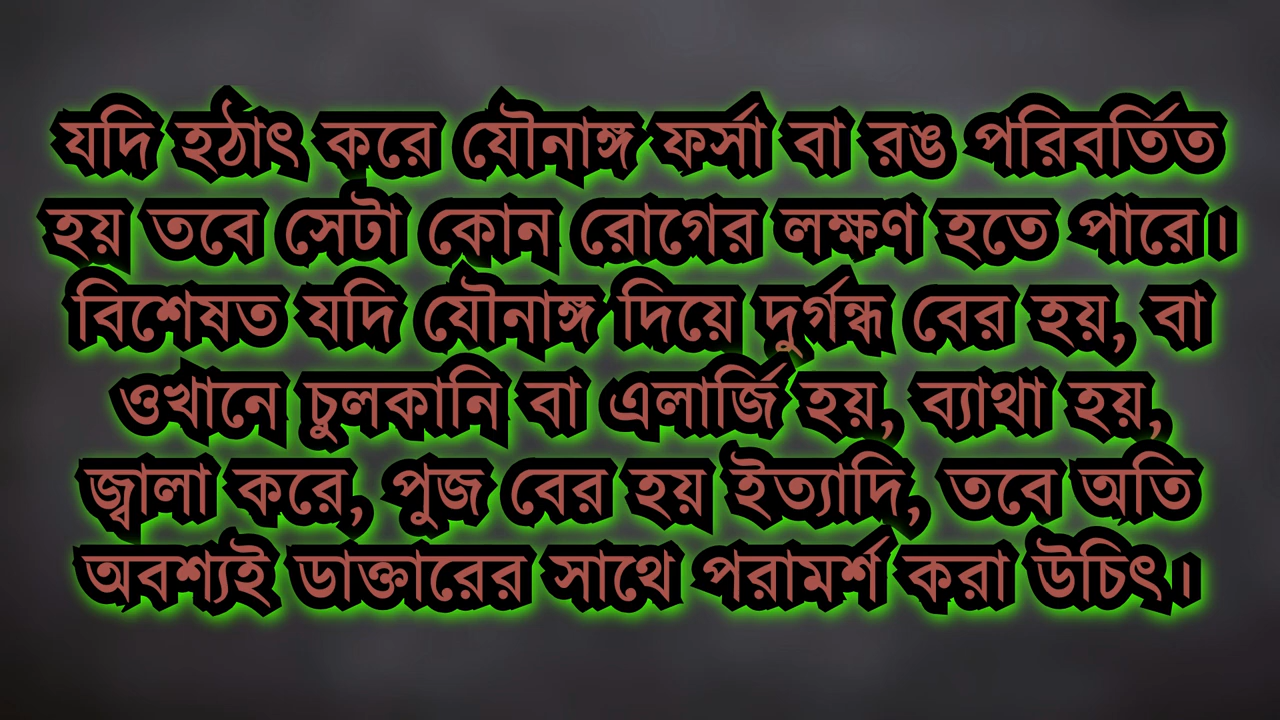 যদি হঠাৎ করে যৌনাঙ্গ ফর্সা বা রঙ পরিবর্তিত
হয় তবে সেটা কোন রোগের লক্ষণ হতে পারে।
বিশেষত যদি যৌনাঙ্গ দিয়ে দুর্গন্ধ বের হয়, বা
ওখানে চুলকানি বা এলার্জি হয়, ব্যাথা হয়,
জ্বালা করে, পুজ বের হয় ইত্যাদি, তবে অতি
অবশ্যই ডাক্তারের সাথে পরামর্শ করা উচিৎ।